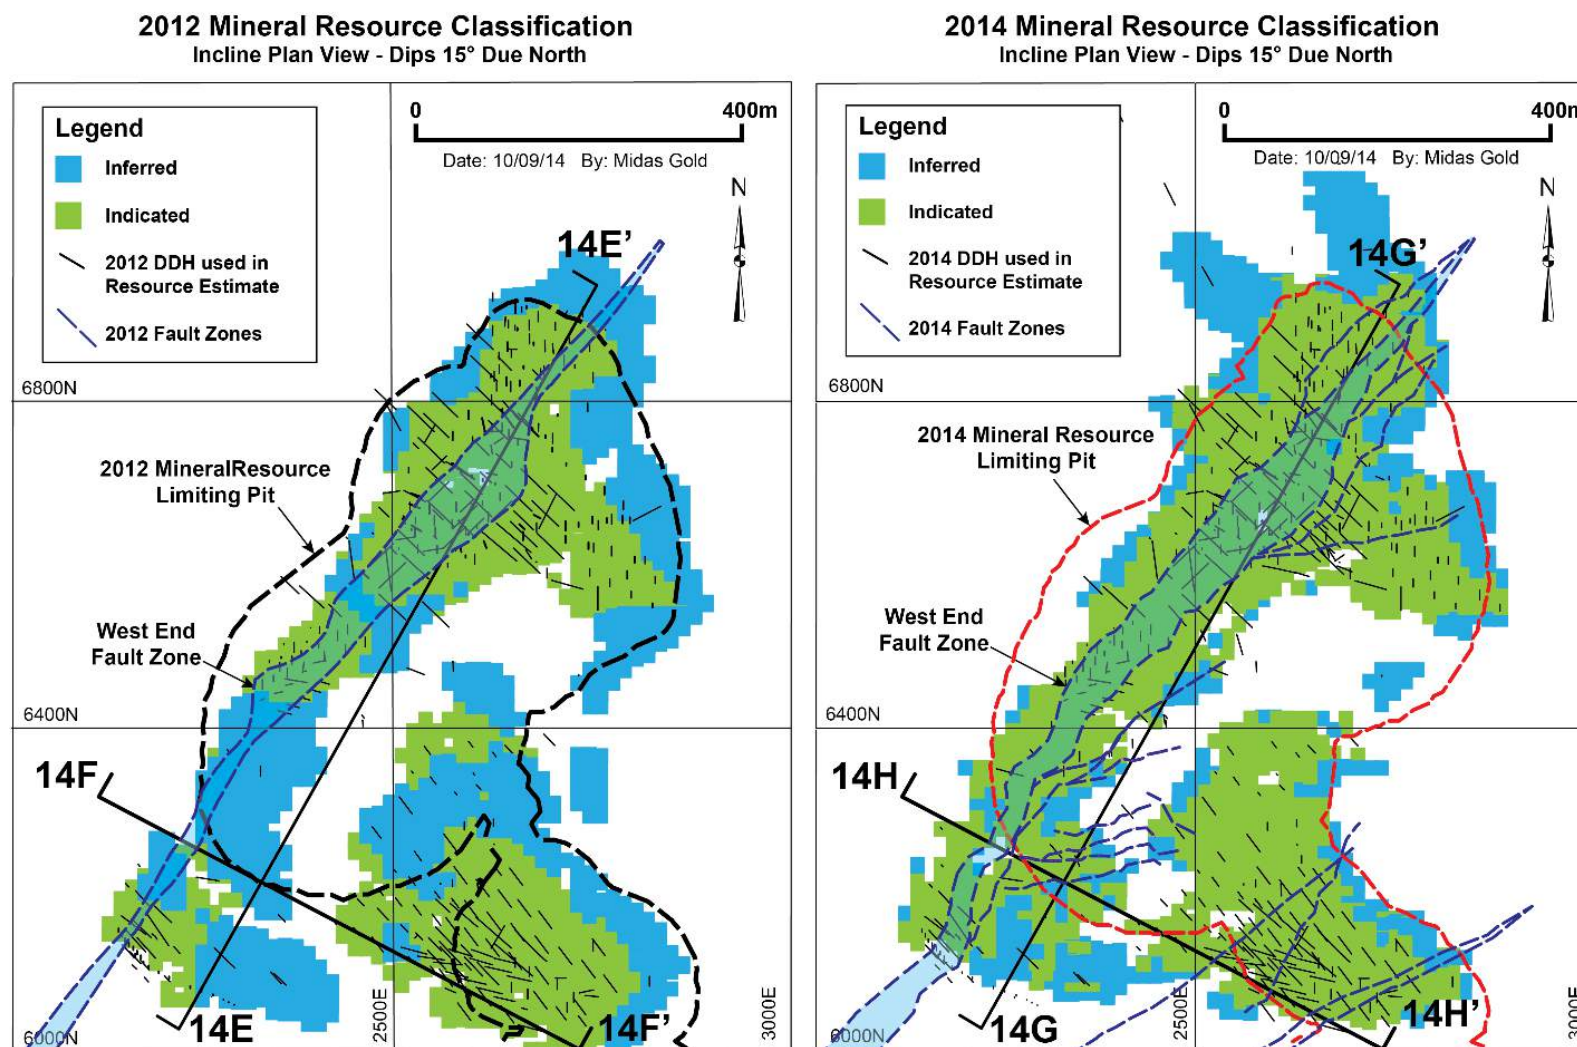 2012 Mineral Resource Classification
Incline Plan View - Dips 15° Due North
Legend
Inferred
Indicated
2012 DDH used in
Resource Estimate
2012 Fault Zones
0 400m
Date: 10/09/14 By: Midas Gold
N
14E’
6800N
2012 MineralResource
Limiting Pit
West End
Fault Zone
6400N
14F
14E
14F’
6000N
2500E
3000E
2014 Mineral Resource Classification
Incline Plan View - Dips 15° Due North
Legend
Inferred
Indicated
2014 DDH used in
Resource Estimate
2014 Fault Zones
0 400m
Date: 10/09/14 By: Midas Gold
N
14G’
6800N
2014 Mineral Resource
Limiting Pit
West End
Fault Zone
6400N
14H
14G
14H’
6000N
2500E
3000E